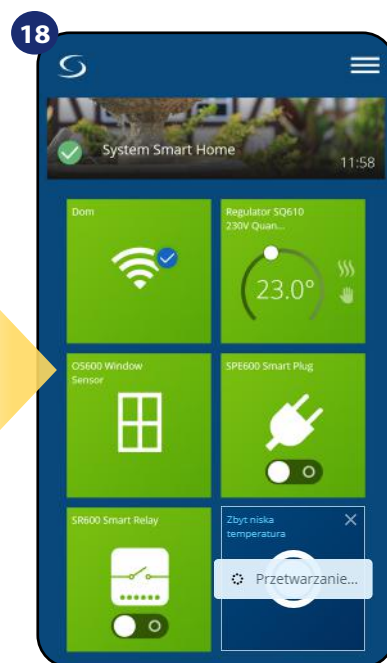 18
System Smart Home
11:58
Dom
Regulator SQ610
230V Quan...
23.0°
OS600 Window
Sensor
SPE600 Smart Plug
SR600 Smart Relay
Zbyt niska
temperatura
Przetwarzanie...